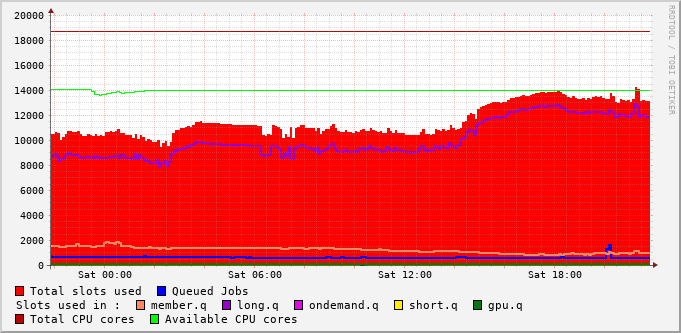 20000
18000
16000
14000
12000
10000
8000
6000
4000
2000
0
Sat 00:00 Sat 06:00 Sat 12:00 Sat 18:00
RRDTOOL / TOBI OETIKER
Total slots used Queued Jobs
Slots used in : member.q long.q ondemand.q short.q gpu.q
Total CPU cores Available CPU cores